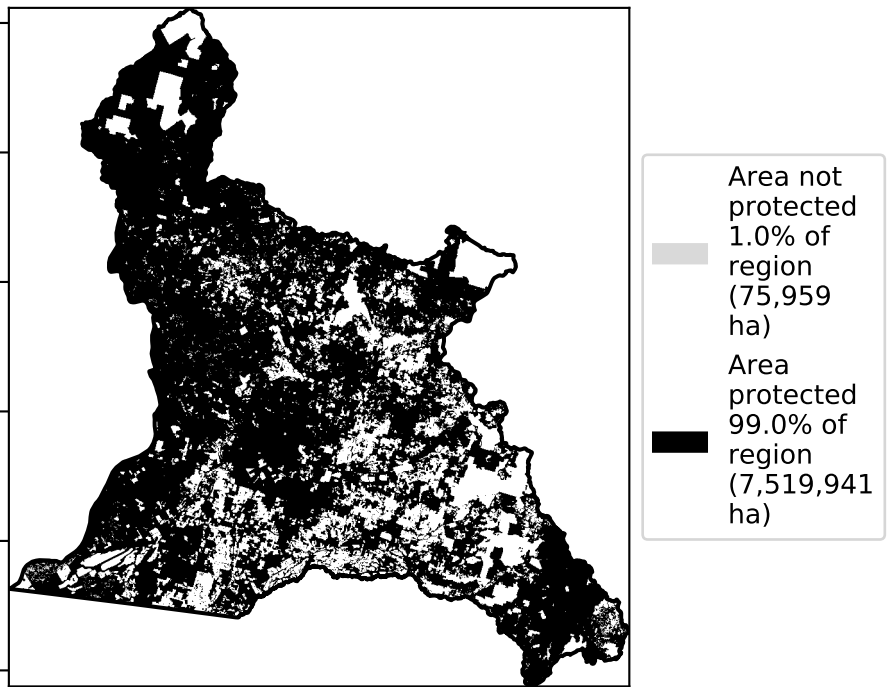 Area not
protected
1.0% of
region
(75,959
ha)
Area
protected
99.0% of
region
(7,519,941
ha)